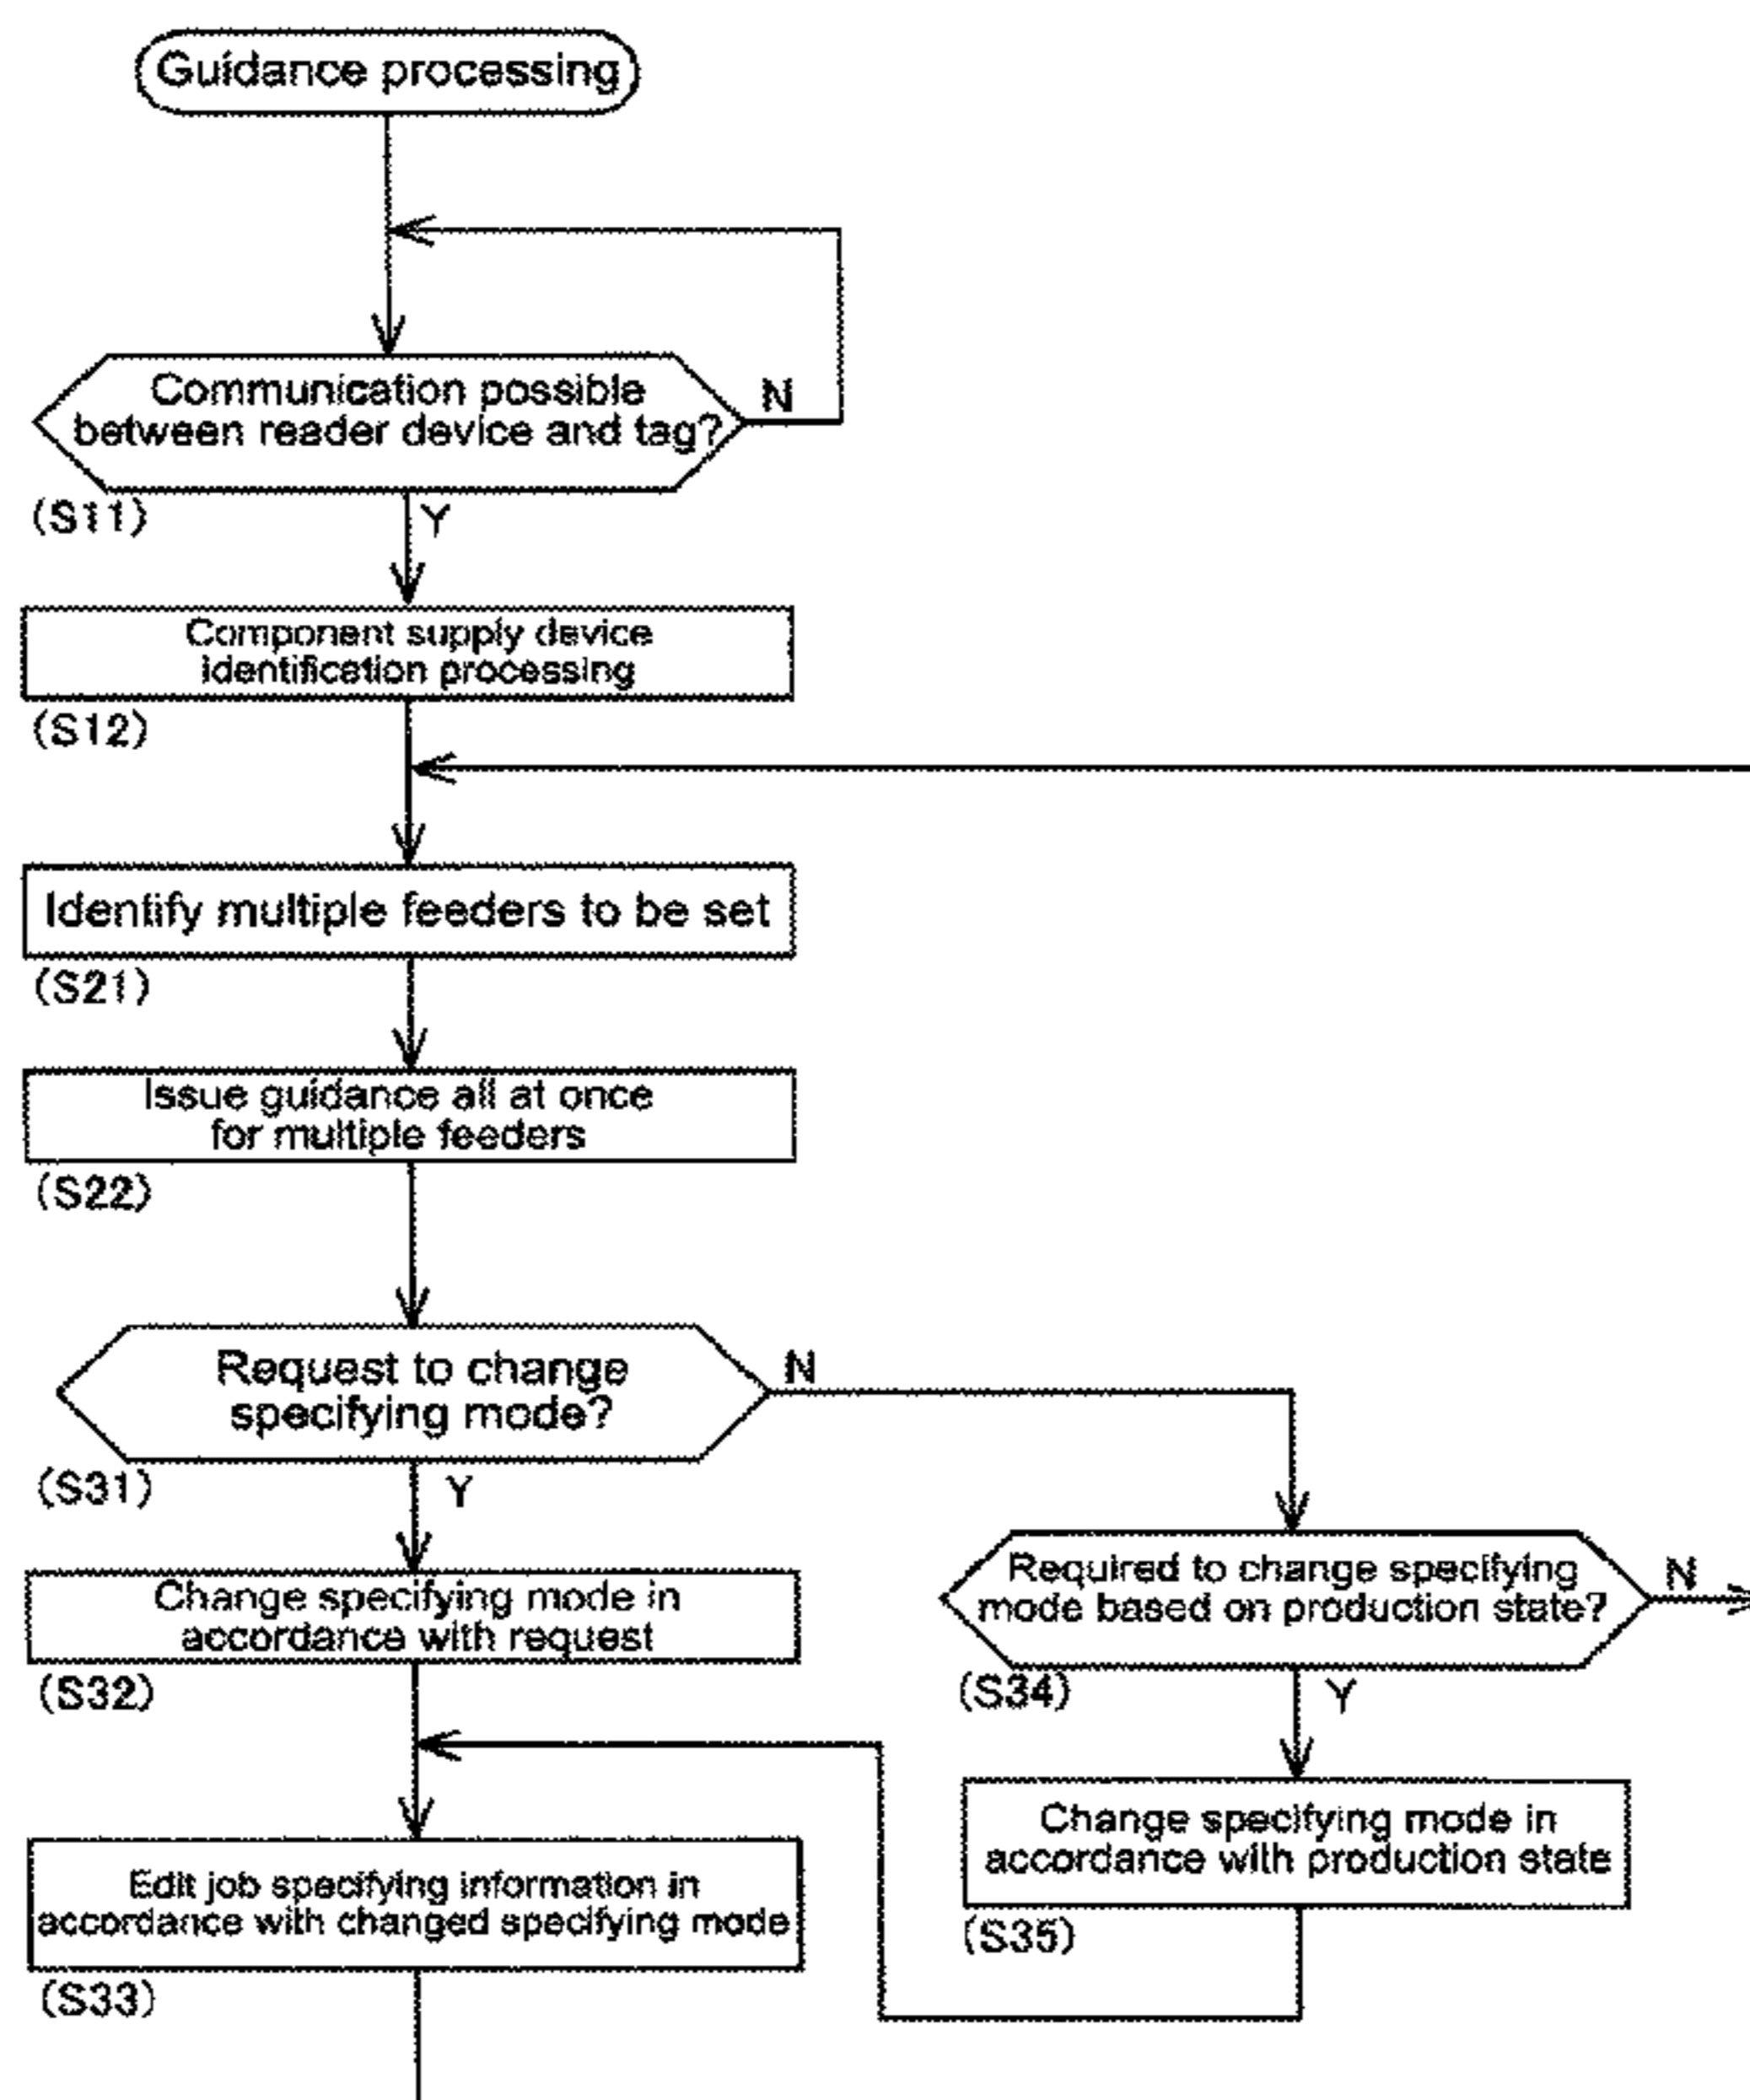 Guidance processing
Communication possible
between reader device and tag?
N
(S11)
Y
Component supply device
identification processing
(S12)
Identify multiple feeders to be set
(S21)
Issue guidance all at once
for multiple feeders
(S22)
Request to change
specifying mode?
N
(S31)
Y
Change specifying mode in
accordance with request
(S32)
Required to change specifying
mode based on production state?
N
(S34)
Y
Change specifying mode in
accordance with production state
(S35)
Edit job specifying information in
accordance with changed specifying mode
(S33)